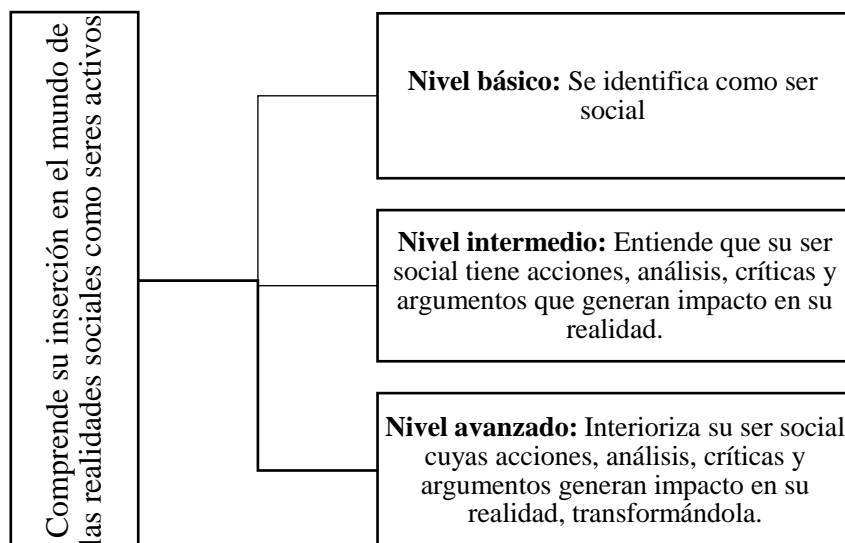 Comprende su inserción en el mundo de
las realidades sociales como seres activos
Nivel básico: Se identifica como ser
social
Nivel intermedio: Entiende que su ser
social tiene acciones, análisis, críticas y
argumentos que generan impacto en su
realidad.
Nivel avanzado: Interioriza su ser social
cuyas acciones, análisis, críticas y
argumentos generan impacto en su
realidad, transformándola.